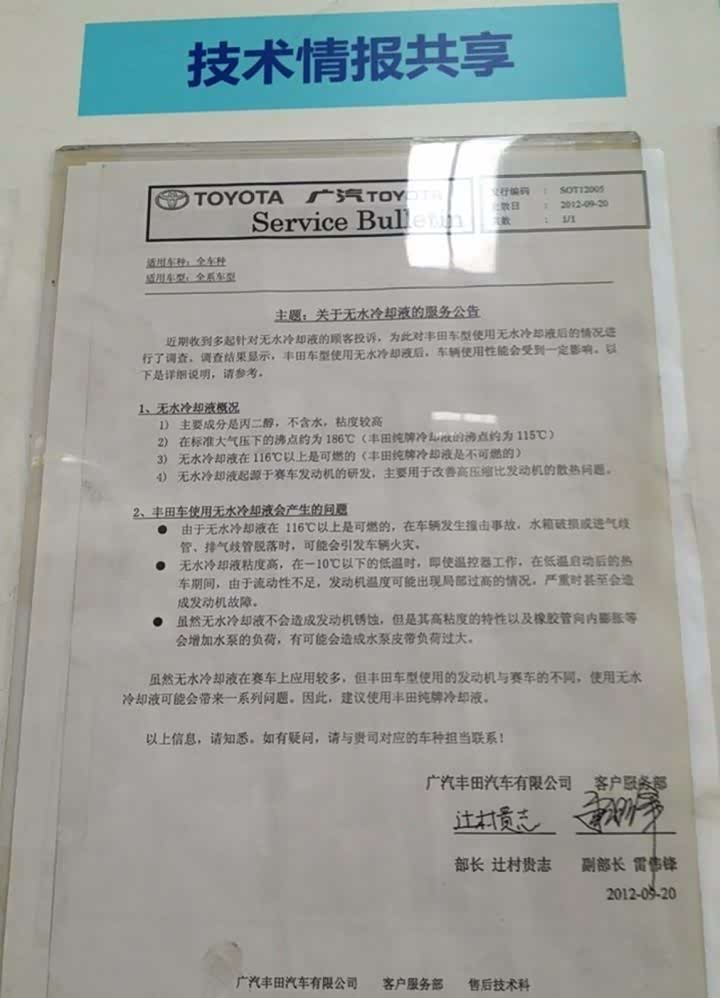 技术情报共享
TOYOTA 广汽TOYOTA
Service Bulletin
发行编码 : SOT12005
生效日 : 2012-09-20
页数 : 1/1
适用车种：全车种
适用车型：全系车型
主题：关于无水冷却液的服务公告
近期收到多起针对无水冷却液的顾客投诉，为此对丰田车型使用无水冷却液后的情况进
行了调查，调查结果显示，丰田车型使用无水冷却液后，车辆使用性能会受到一定影响。以
下是详细说明，请参考。
1、无水冷却液概况
1) 主要成分是丙二醇，不含水，粘度较高
2) 在标准大气压下的沸点约为 186℃（丰田纯牌冷却液的沸点约为 115℃）
3) 无水冷却液在116℃以上是可燃的（丰田纯牌冷却液是不可燃的）
4) 无水冷却液起源于赛车发动机的研发，主要用于改善高压缩比发动机的散热问题。
2、丰田车使用无水冷却液会产生的问题
● 由于无水冷却液在 116℃以上是可燃的，在车辆发生撞击事故，水箱破损或进气歧
管、排气歧管脱落时，可能会引发车辆火灾。
● 无水冷却液粘度高，在－10℃以下的低温时，即使温控器工作，在低温启动后的热
车期间，由于流动性不足，发动机温度可能出现局部过高的情况，严重时甚至会造
成发动机故障。
● 虽然无水冷却液不会造成发动机锈蚀，但是其高粘度的特性以及橡胶管向内膨胀等
会增加水泵的负荷，有可能会造成水泵皮带负荷过大。
虽然无水冷却液在赛车上应用较多，但丰田车型使用的发动机与赛车的不同，使用无水
冷却液可能会带来一系列问题。因此，建议使用丰田纯牌冷却液。
以上信息，请知悉。如有疑问，请与贵司对应的车种担当联系！
广汽丰田汽车有限公司 客户服务部
辻村贵志
部长 辻村贵志 副部长 雷伟锋
2012-09-20
广汽丰田汽车有限公司 客户服务部 售后技术科